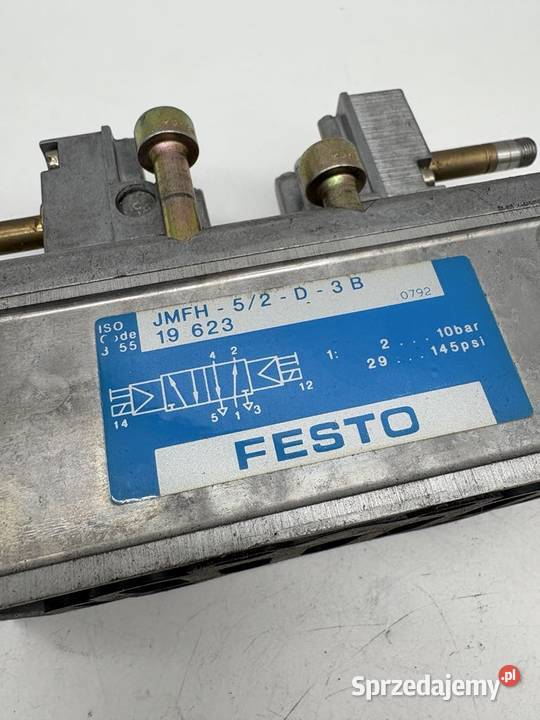 ISO Code 3 55
JMFH - 5/2 - D - 3 B
19 623
0792
1: 2 ... 10bar
29 ... 145psi
4 2
14 12
5 1 3
FESTO
Sprzedajemy.pl